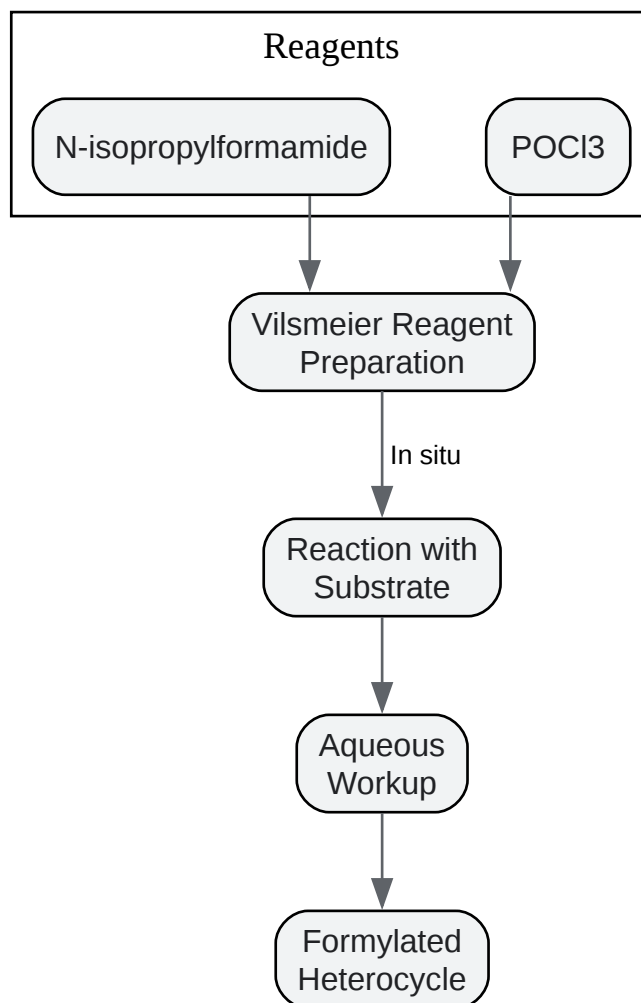 Reagents
N-isopropylformamide
POCl3
Vilsmeier Reagent
Preparation
In situ
Reaction with
Substrate
Aqueous
Workup
Formylated
Heterocycle